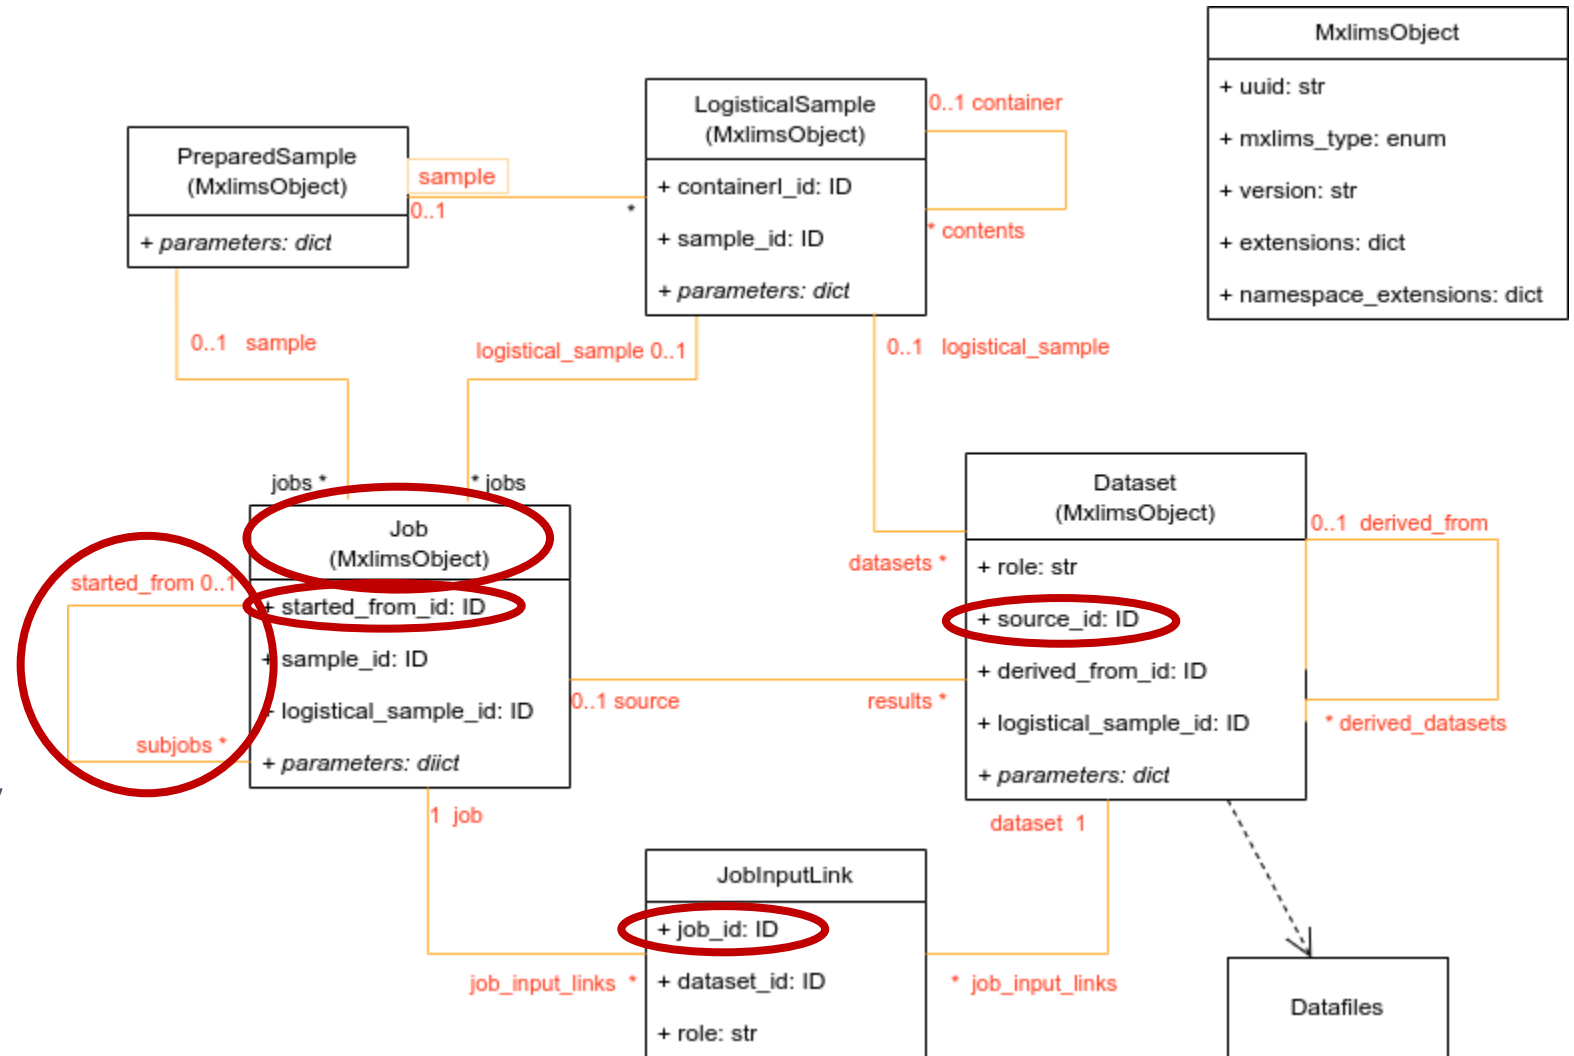 MxlimsObject
+ uuid: str
+ mxlims_type: enum
+ version: str
+ extensions: dict
+ namespace_extensions: dict
LogisticalSample
(MxlimsObject)
+ containerI_id: ID
+ sample_id: ID
+ parameters: dict
0..1 container
* contents
PreparedSample
(MxlimsObject)
+ parameters: dict
sample
0..1
*
0..1 sample
logistical_sample 0..1
0..1 logistical_sample
jobs *
* jobs
Job
(MxlimsObject)
+ started_from_id: ID
+ sample_id: ID
+ logistical_sample_id: ID
+ parameters: diict
started_from 0..1
subjobs *
0..1 source
results *
datasets *
Dataset
(MxlimsObject)
+ role: str
+ source_id: ID
+ derived_from_id: ID
+ logistical_sample_id: ID
+ parameters: dict
0..1 derived_from
* derived_datasets
1 job
dataset 1
JobInputLink
+ job_id: ID
+ dataset_id: ID
+ role: str
job_input_links *
* job_input_links
Datafiles